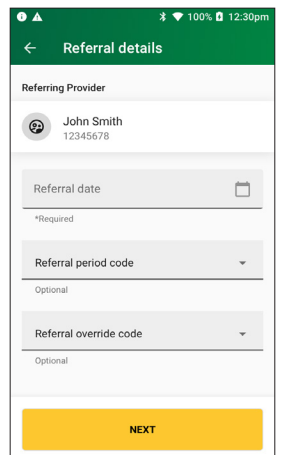 100% 12:30pm
Referral details
Referring Provider
John Smith
12345678
Referral date
*Required
Referral period code
Optional
Referral override code
Optional
NEXT